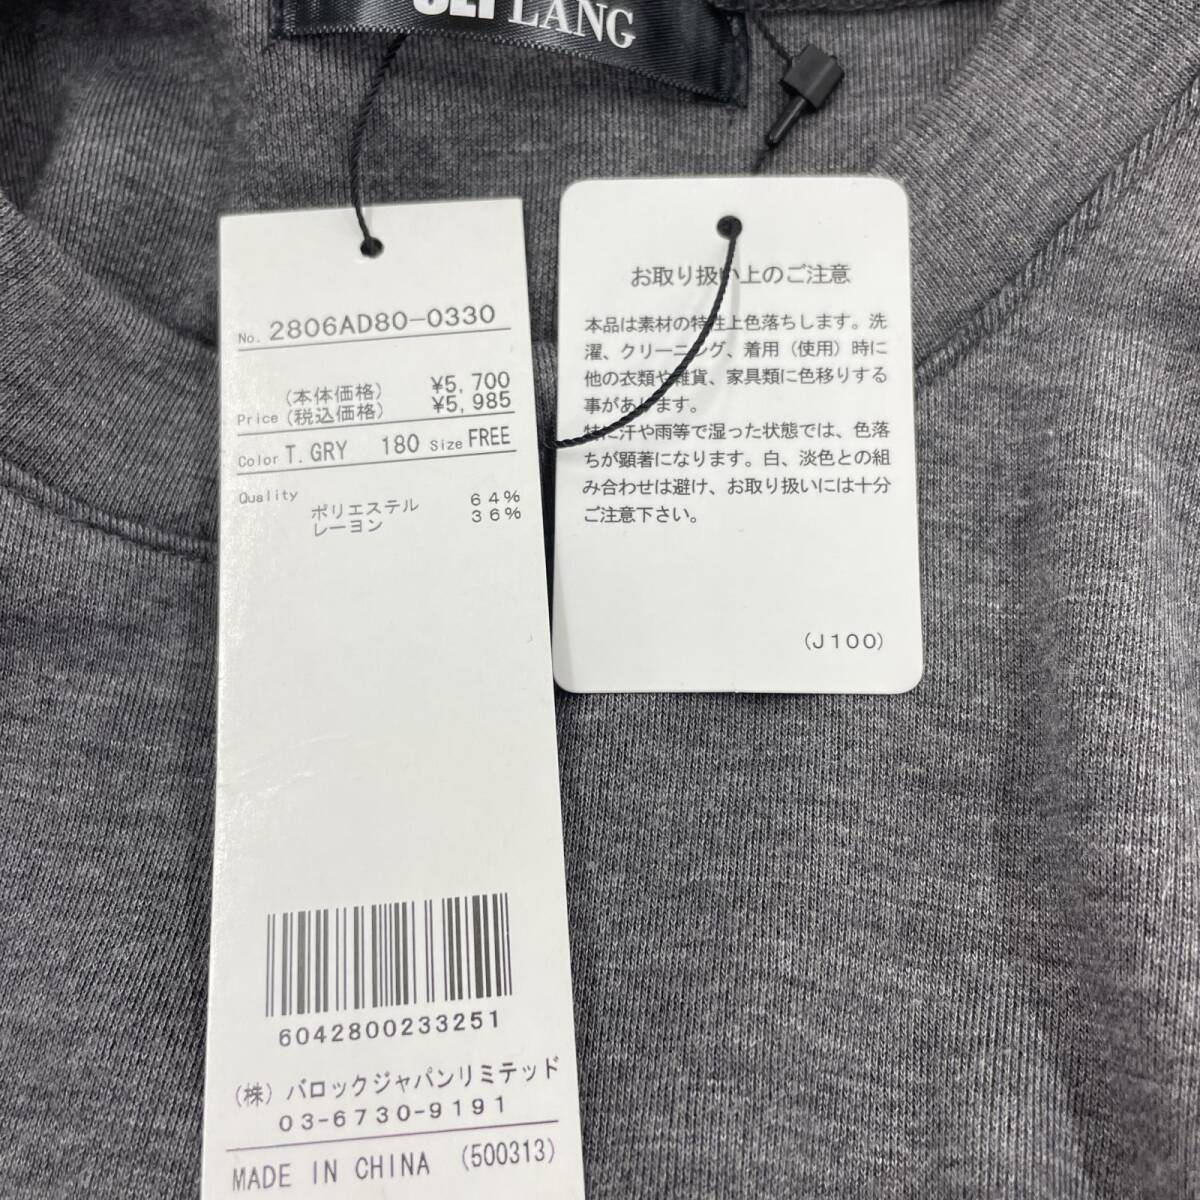 LANG
No. 2806AD80-0330
(本体価格) ¥5,700
Price (税込価格) ¥5,985
Color T.GRY 180 Size FREE
Quality
ポリエステル 64%
レーヨン 36%
6042800233251
(株)バロックジャパンリミテッド
03-6730-9191
MADE IN CHINA (500313)
お取り扱い上のご注意
本品は素材の特性上色落ちします。洗
濯、クリーニング、着用(使用)時に
他の衣類や雑貨、家具類に色移りする
事があります。
特に汗や雨等で湿った状態では、色落
ちが顕著になります。白、淡色との組
み合わせは避け、お取り扱いには十分
ご注意下さい。
(J100)